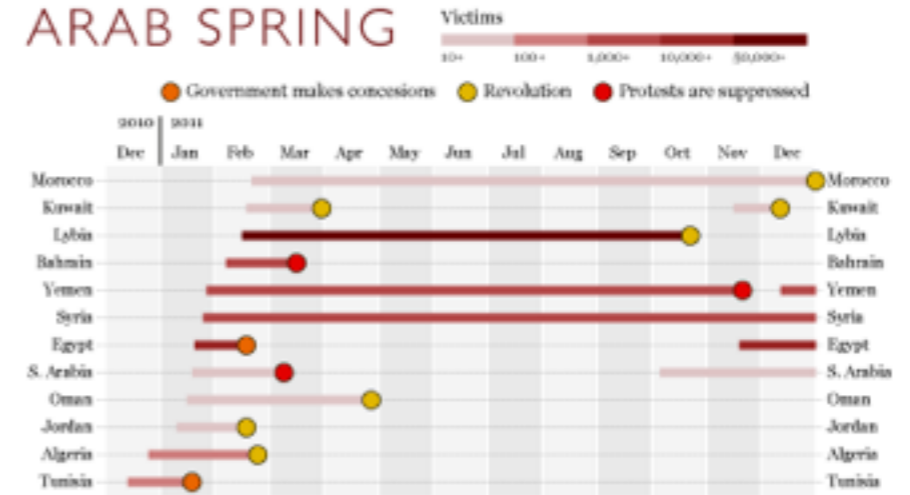 ARAB SPRING
Victims
10+ 100+ 1,000+ 10,000+ 50,000+
Government makes concesions Revolution Protests are suppressed
2010 2011
Dec Jan Feb Mar Apr May Jun Jul Aug Sep Oct Nov Dec
Morocco Morocco
Kuwait Kuwait
Lybia Lybia
Bahrain Bahrain
Yemen Yemen
Syria Syria
Egypt Egypt
S. Arabia S. Arabia
Oman Oman
Jordan Jordan
Algeria Algeria
Tunisia Tunisia